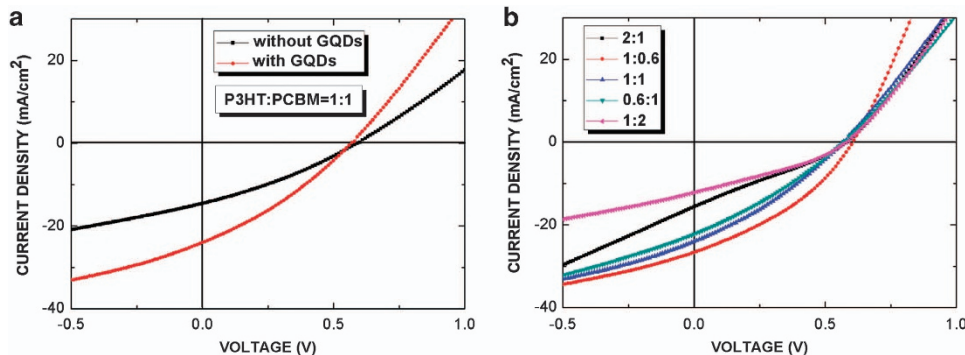 a
without GQDs
with GQDs
P3HT:PCBM=1:1
CURRENT DENSITY (mA/cm²)
20
0
-20
-40
-0.5 0.0 0.5 1.0
VOLTAGE (V)
b
2:1
1:0.6
1:1
0.6:1
1:2
CURRENT DENSITY (mA/cm²)
20
0
-20
-40
-0.5 0.0 0.5 1.0
VOLTAGE (V)